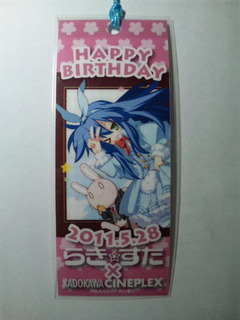 HAPPY
BIRTHDAY
2011.5.28
らき☆すた
×
KADOKAWA CINEPLEX